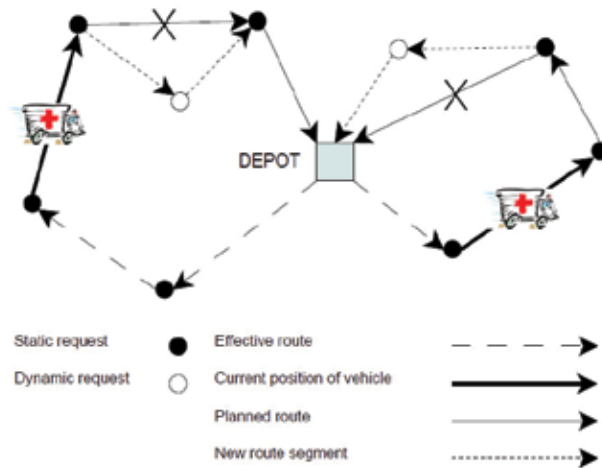 DEPOT
Static request
Effective route
Dynamic request
Current position of vehicle
Planned route
New route segment